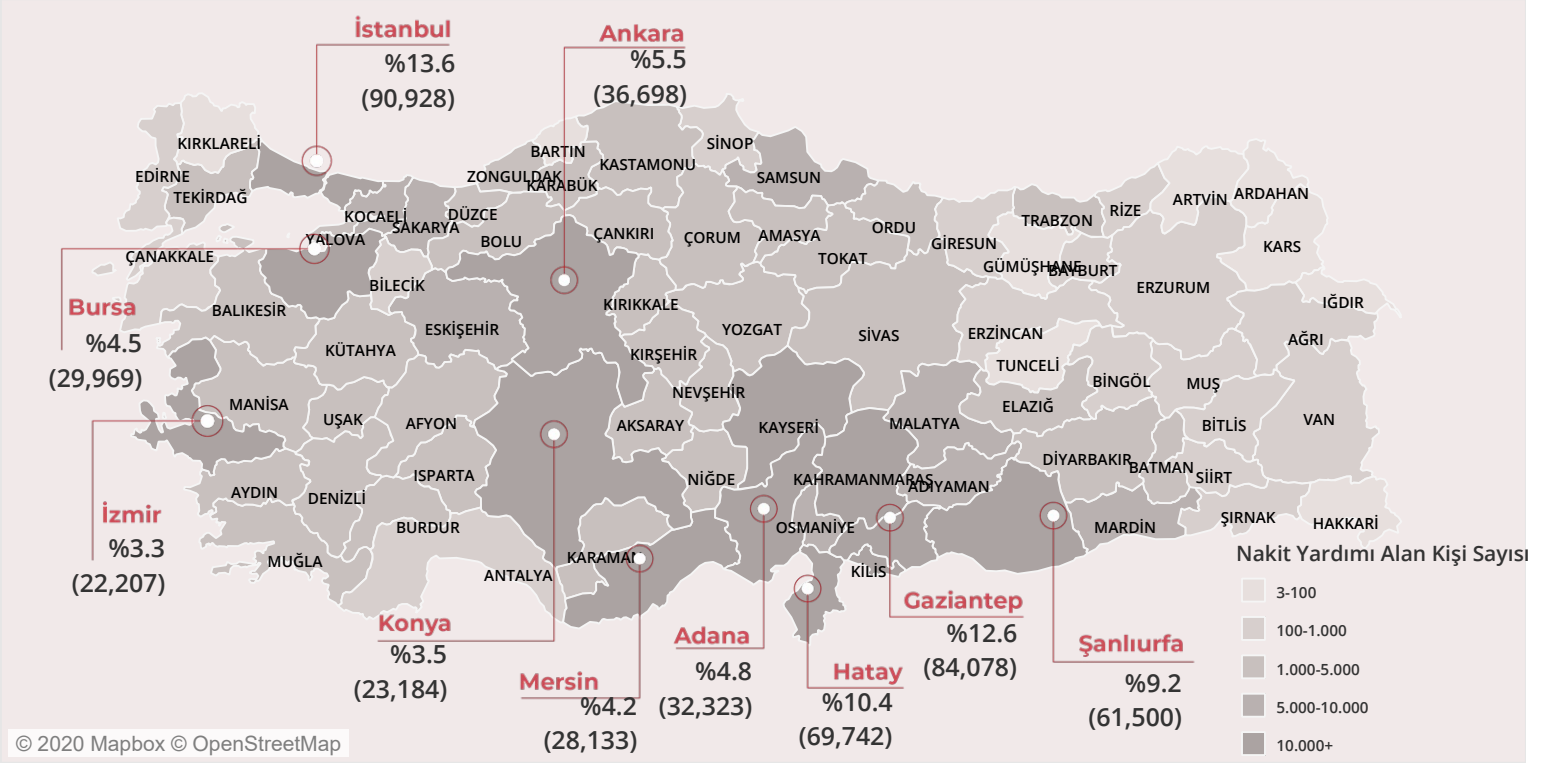 İstanbul
%13.6
(90,928)
Ankara
%5.5
(36,698)
KIRKLARELİ
EDİRNE
TEKİRDAĞ
BARTIN
ZONGULDAK
KARABÜK
KASTAMONU
SİNOP
SAMSUN
KOCAELİ
SAKARYA
DÜZCE
YALOVA
BOLU
ÇANKIRI
ÇORUM
AMASYA
ORDU
TOKAT
GİRESUN
TRABZON
RİZE
ARTVİN
ARDAHAN
KARS
GÜMÜŞHANE
BAYBURT
ERZURUM
IĞDIR
AĞRI
ÇANAKKALE
BİLECİK
BALIKESİR
ESKİŞEHİR
KÜTAHYA
KIRIKKALE
YOZGAT
SİVAS
ERZİNCAN
KIRŞEHİR
TUNCELİ
BİNGÖL
MUŞ
NEVŞEHİR
ELAZIĞ
MANİSA
UŞAK
AFYON
AKSARAY
KAYSERİ
MALATYA
BİTLİS
VAN
DİYARBAKIR
BATMAN
SİİRT
ISPARTA
NİĞDE
KAHRAMANMARAŞ
ADIYAMAN
AYDIN
DENİZLİ
BURDUR
OSMANİYE
MARDİN
ŞIRNAK
HAKKARİ
MUĞLA
ANTALYA
KARAMAN
KİLİS
Bursa
%4.5
(29,969)
İzmir
%3.3
(22,207)
Konya
%3.5
(23,184)
Mersin
%4.2
(28,133)
Adana
%4.8
(32,323)
Hatay
%10.4
(69,742)
Gaziantep
%12.6
(84,078)
Şanlıurfa
%9.2
(61,500)
Nakit Yardımı Alan Kişi Sayısı
3-100
100-1.000
1.000-5.000
5.000-10.000
10.000+
© 2020 Mapbox © OpenStreetMap